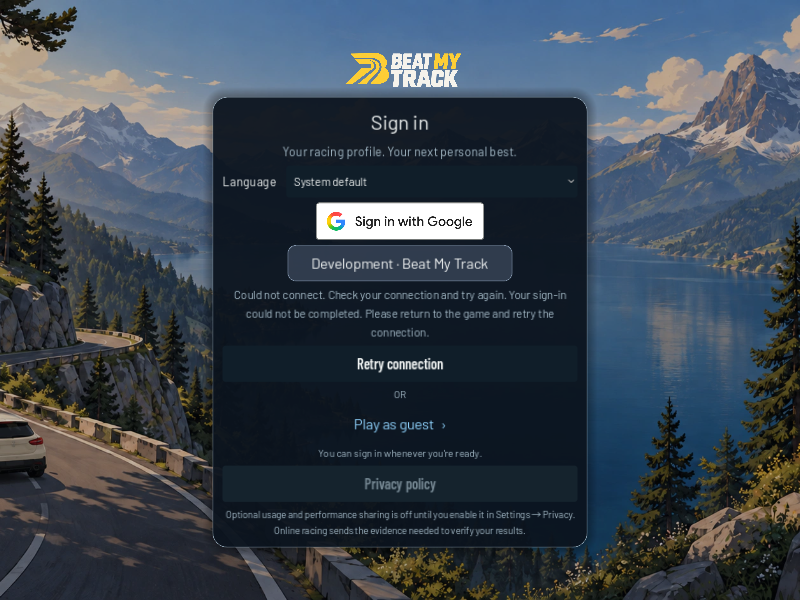 BEAT MY
TRACK
Sign in
Your racing profile. Your next personal best.
Language
System default
Sign in with Google
Development · Beat My Track
Could not connect. Check your connection and try again. Your sign-in
could not be completed. Please return to the game and retry the
connection.
Retry connection
OR
Play as guest ›
You can sign in whenever you're ready.
Privacy policy
Optional usage and performance sharing is off until you enable it in Settings → Privacy.
Online racing sends the evidence needed to verify your results.